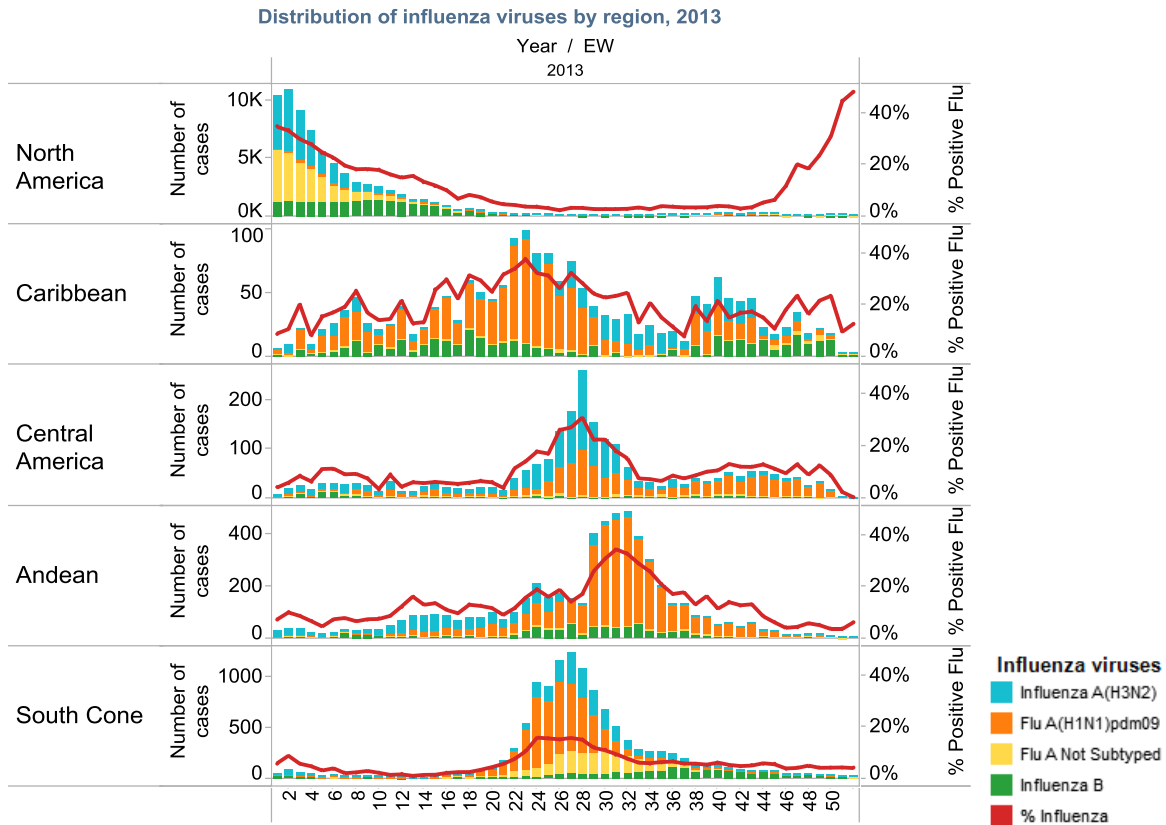 Distribution of influenza viruses by region, 2013
Year / EW
2013
North
America
Number of
cases
10K
5K
0K
40%
20%
0%
% Positive Flu
Caribbean
Number of
cases
100
50
0
40%
20%
0%
% Positive Flu
Central
America
Number of
cases
200
100
0
40%
20%
0%
% Positive Flu
Andean
Number of
cases
400
200
0
40%
20%
0%
% Positive Flu
South Cone
Number of
cases
1000
500
0
40%
20%
0%
% Positive Flu
2 4 6 8 10 12 14 16 18 20 22 24 26 28 30 32 34 36 38 40 42 44 46 48 50
Influenza viruses
Influenza A(H3N2)
Flu A(H1N1)pdm09
Flu A Not Subtyped
Influenza B
% Influenza